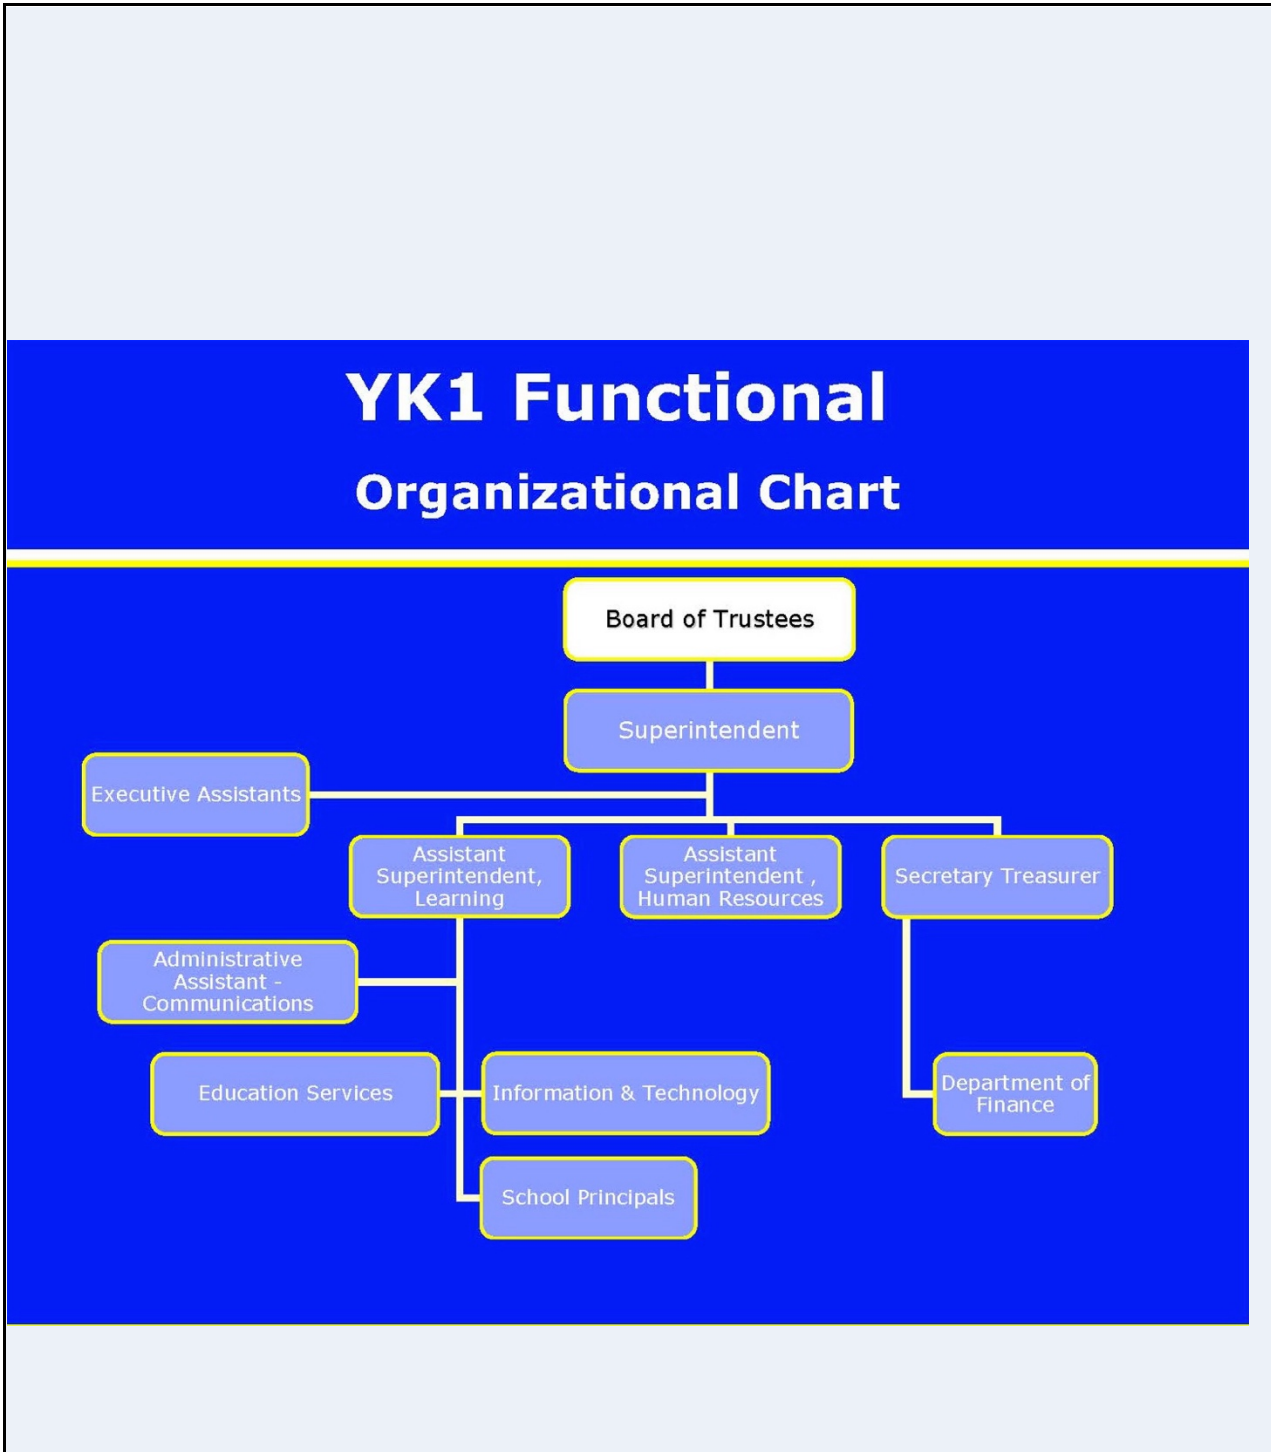 YK1 Functional
Organizational Chart
Board of Trustees
Superintendent
Executive Assistants
Assistant
Superintendent,
Learning
Assistant
Superintendent ,
Human Resources
Secretary Treasurer
Administrative
Assistant -
Communications
Education Services
Information & Technology
Department of
Finance
School Principals